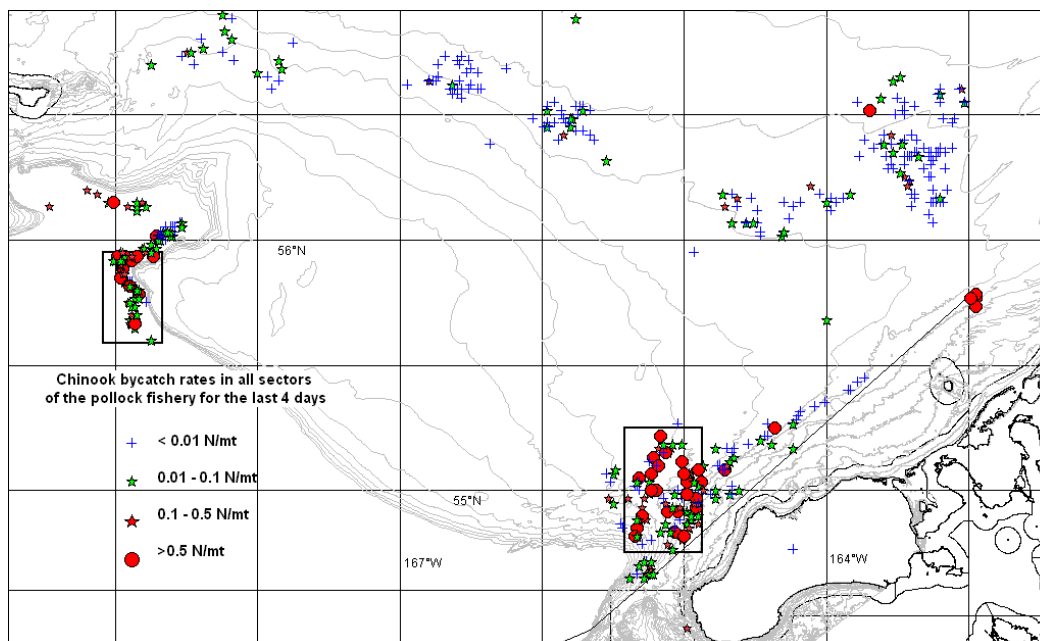 56°N
Chinook bycatch rates in all sectors
of the pollock fishery for the last 4 days
< 0.01 N/mt
0.01 - 0.1 N/mt
0.1 - 0.5 N/mt
>0.5 N/mt
55°N
167°W
164°W